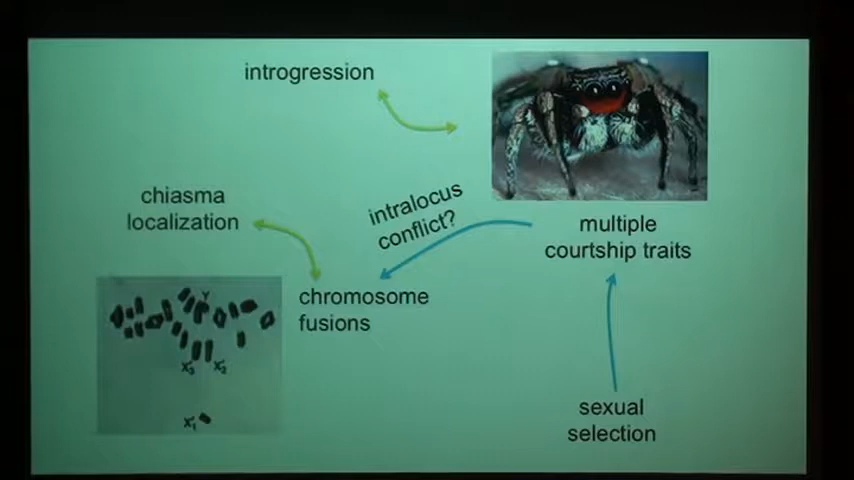 introgression
chiasma
localization
intralocus
conflict?
multiple
courtship traits
chromosome
fusions
Y
X3
X2
X1
sexual
selection